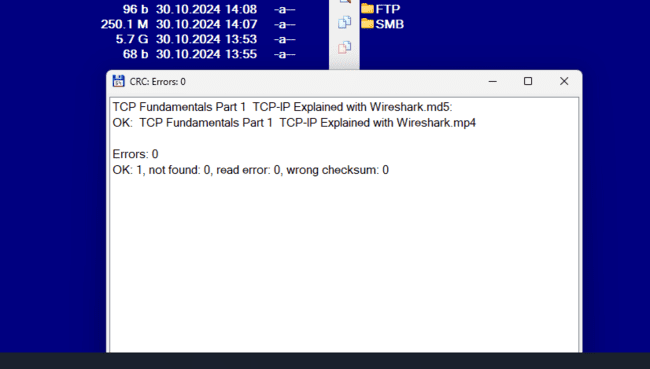 96 b 30.10.2024 14:08 -a--
250.1 M 30.10.2024 14:07 -a--
5.7 G 30.10.2024 13:53 -a--
68 b 30.10.2024 13:55 -a--
FTP
SMB
CRC: Errors: 0
TCP Fundamentals Part 1  TCP-IP Explained with Wireshark.md5:
OK:  TCP Fundamentals Part 1  TCP-IP Explained with Wireshark.mp4
Errors: 0
OK: 1, not found: 0, read error: 0, wrong checksum: 0